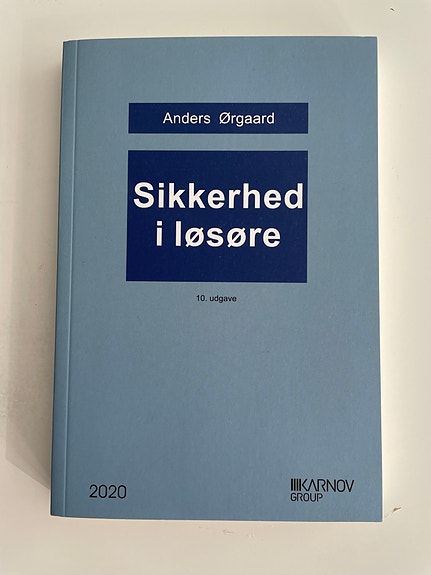 Anders Ørgaard
Sikkerhed
i løsøre
10. udgave
2020
KARNOV
GROUP